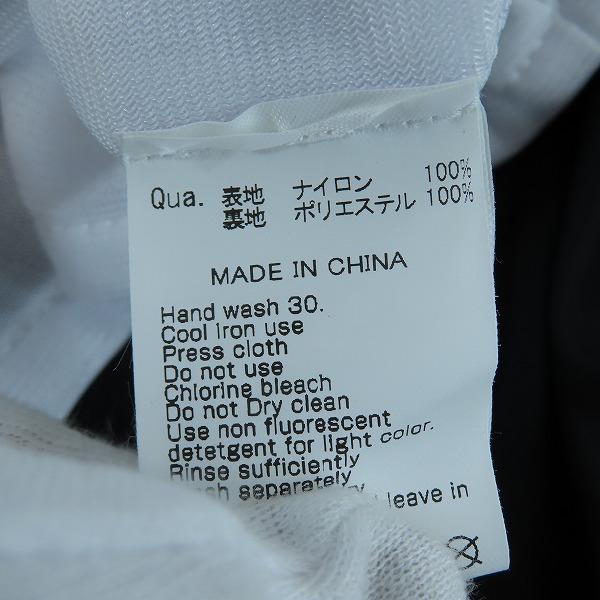 Qua. 表地 ナイロン 100%
裏地 ポリエステル 100%
MADE IN CHINA
Hand wash 30.
Cool iron use
Press cloth
Do not use
Chlorine bleach
Do not Dry clean
Use non fluorescent
detetgent for light color.
Rinse sufficiently
separately
leave in